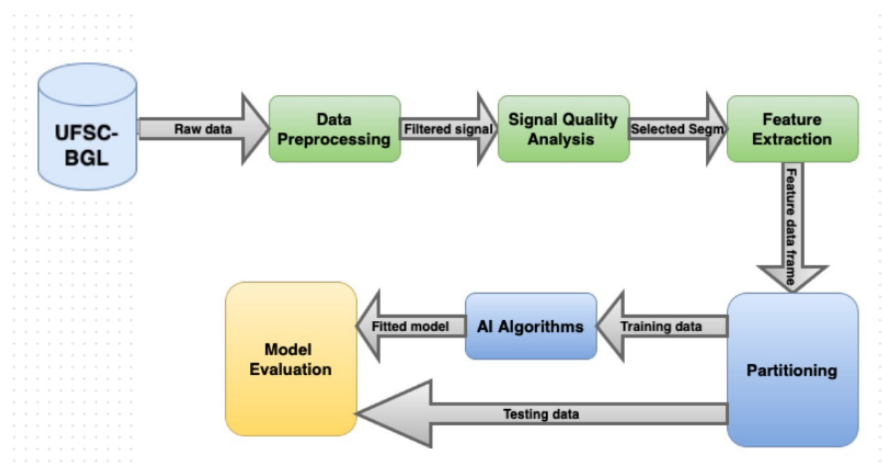 UFSC-
BGL
Raw data
Data
Preprocessing
Filtered signal
Signal Quality
Analysis
Selected Segm
Feature
Extraction
Feature data frame
Partitioning
Training data
AI Algorithms
Fitted model
Model
Evaluation
Testing data